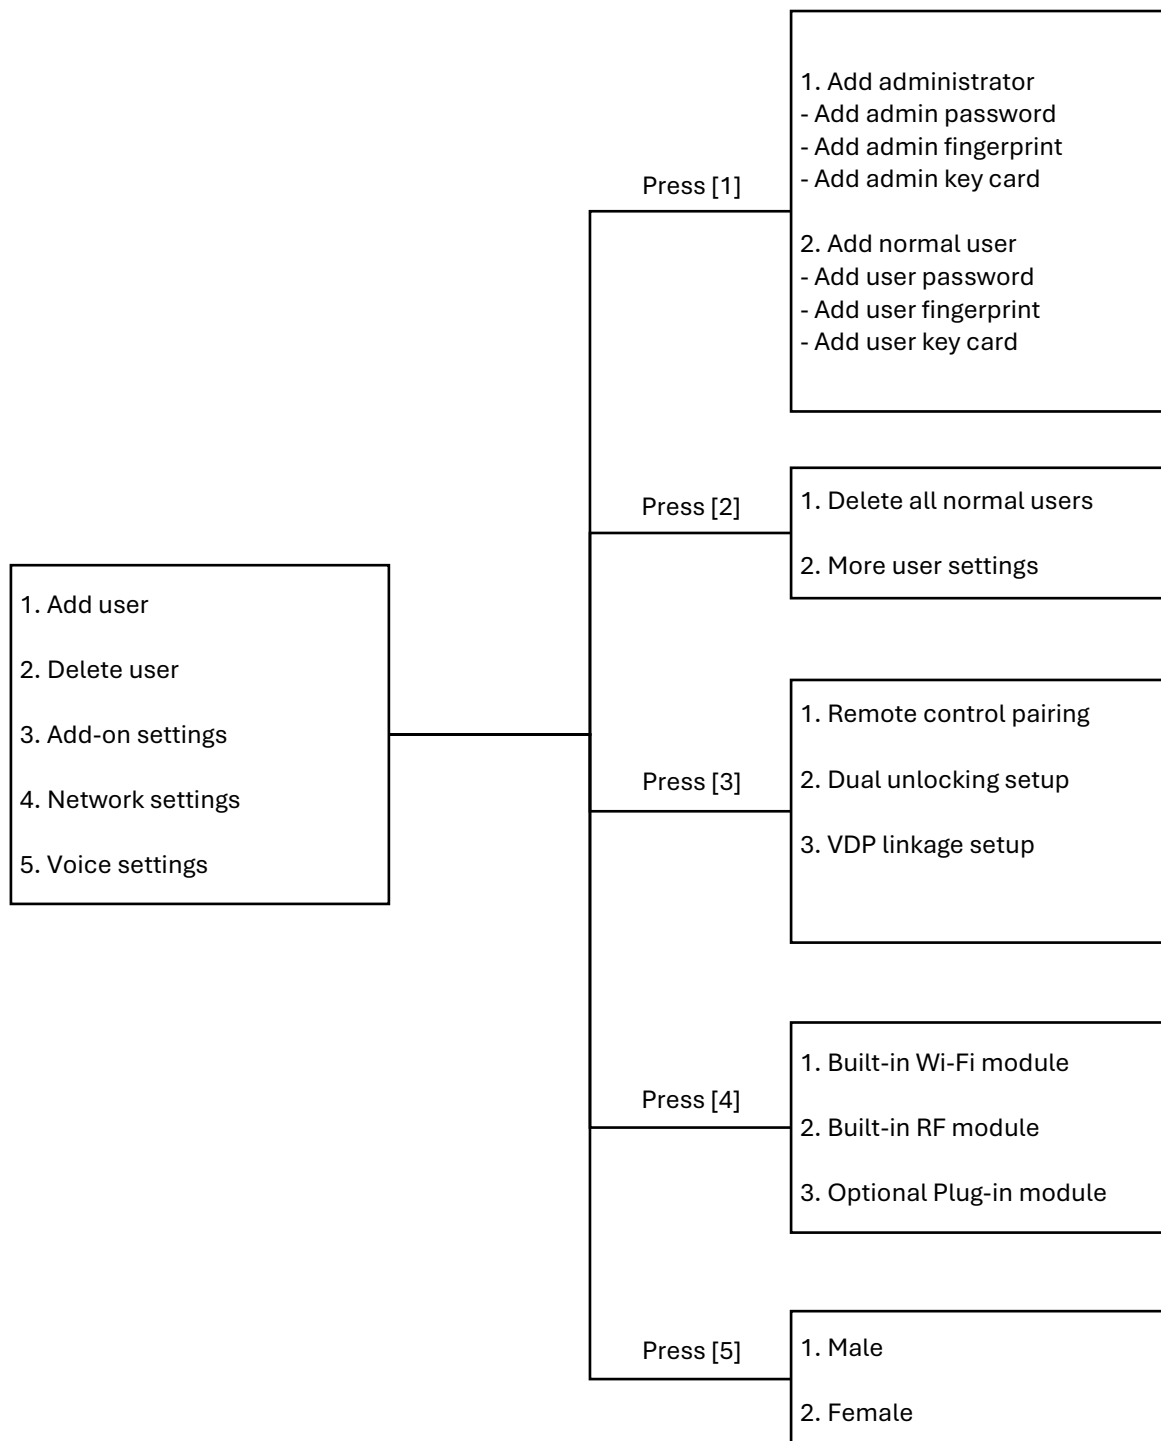 1. Add user
2. Delete user
3. Add-on settings
4. Network settings
5. Voice settings
Press [1]
1. Add administrator
- Add admin password
- Add admin fingerprint
- Add admin key card
2. Add normal user
- Add user password
- Add user fingerprint
- Add user key card
Press [2]
1. Delete all normal users
2. More user settings
Press [3]
1. Remote control pairing
2. Dual unlocking setup
3. VDP linkage setup
Press [4]
1. Built-in Wi-Fi module
2. Built-in RF module
3. Optional Plug-in module
Press [5]
1. Male
2. Female